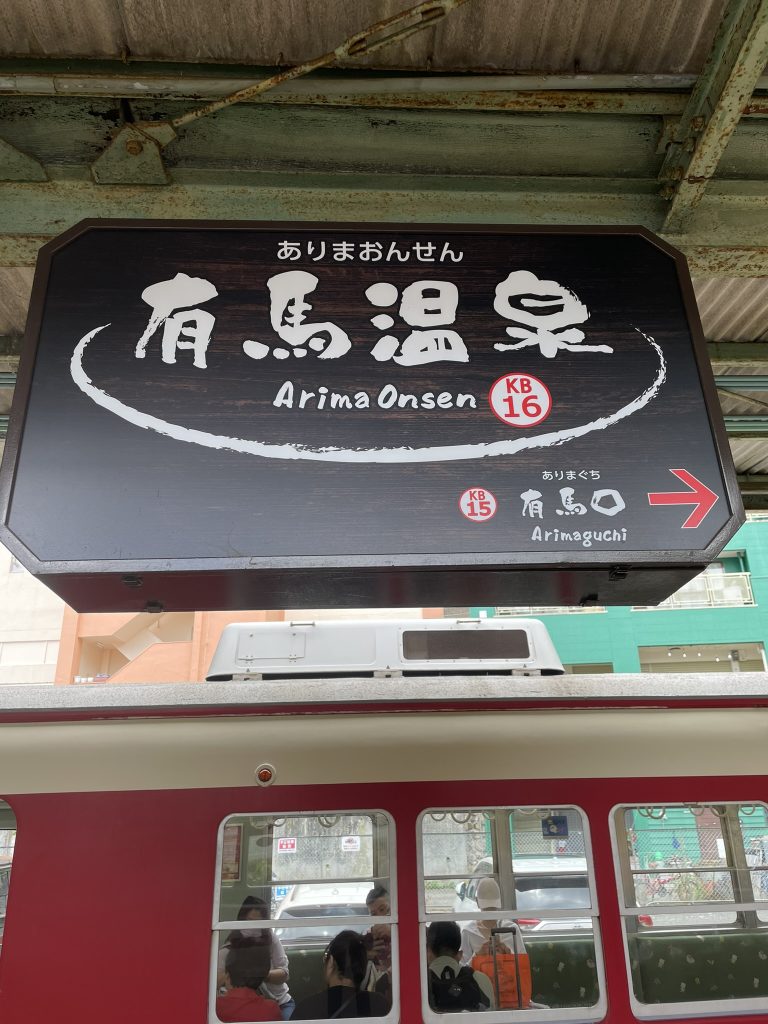 ありまおんせん
有馬温泉
Arima Onsen KB 16
ありまぐち
KB 15 有馬口
Arimaguchi